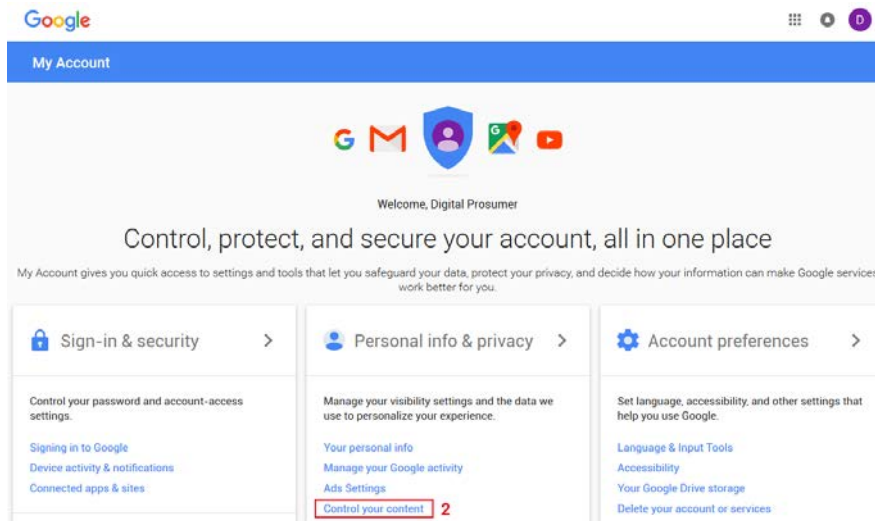 Google
D
My Account
G
G
Welcome, Digital Prosumer
Control, protect, and secure your account, all in one place
My Account gives you quick access to settings and tools that let you safeguard your data, protect your privacy, and decide how your information can make Google services
work better for you.
Sign-in & security
Control your password and account-access
settings.
Signing in to Google
Device activity & notifications
Connected apps & sites
Personal info & privacy
Manage your visibility settings and the data we
use to personalize your experience.
Your personal info
Manage your Google activity
Ads Settings
Control your content 2
Account preferences
Set language, accessibility, and other settings that
help you use Google.
Language & Input Tools
Accessibility
Your Google Drive storage
Delete your account or services